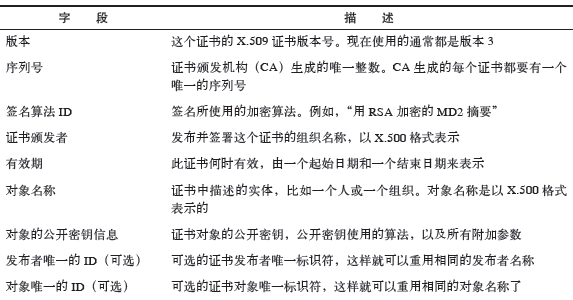 字 段 描 述
版本 这个证书的 X.509 证书版本号。现在使用的通常都是版本 3
序列号 证书颁发机构（CA）生成的唯一整数。CA 生成的每个证书都要有一个
唯一的序列号
签名算法 ID 签名所使用的加密算法。例如，“用 RSA 加密的 MD2 摘要”
证书颁发者 发布并签署这个证书的组织名称，以 X.500 格式表示
有效期 此证书何时有效，由一个起始日期和一个结束日期来表示
对象名称 证书中描述的实体，比如一个人或一个组织。对象名称是以 X.500 格式
表示的
对象的公开密钥信息 证书对象的公开密钥，公开密钥使用的算法，以及所有附加参数
发布者唯一的 ID（可选） 可选的证书发布者唯一标识符，这样就可以重用相同的发布者名称
对象唯一的 ID（可选） 可选的证书对象唯一标识符，这样就可以重用相同的对象名称了